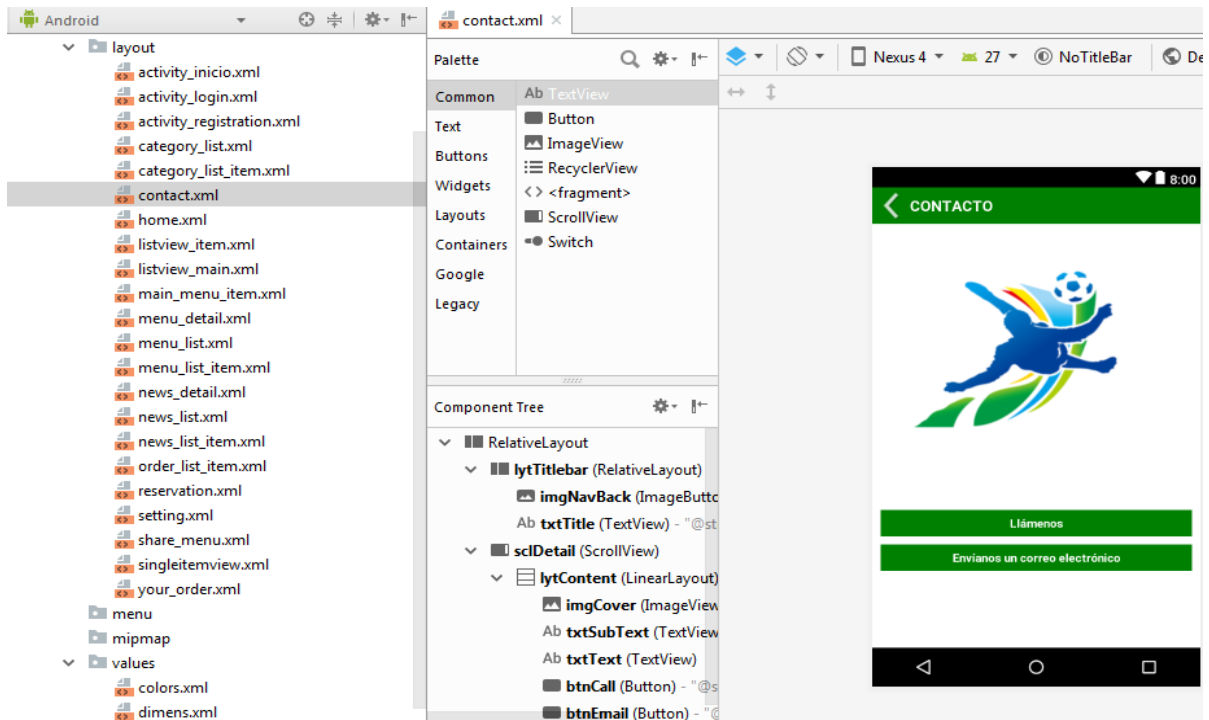 Android
layout
activity_inicio.xml
activity_login.xml
activity_registration.xml
category_list.xml
category_list_item.xml
contact.xml
home.xml
listview_item.xml
listview_main.xml
main_menu_item.xml
menu_detail.xml
menu_list.xml
menu_list_item.xml
news_detail.xml
news_list.xml
news_list_item.xml
order_list_item.xml
reservation.xml
setting.xml
share_menu.xml
singleitemview.xml
your_order.xml
menu
mipmap
values
colors.xml
dimens.xml
contact.xml
Palette
Common
Text
Buttons
Widgets
Layouts
Containers
Google
Legacy
Ab TextView
Button
ImageView
RecyclerView
<fragment>
ScrollView
Switch
Component Tree
RelativeLayout
lytTitlebar (RelativeLayout)
imgNavBack (ImageButto
Ab txtTitle (TextView) - "@st
sclDetail (ScrollView)
lytContent (LinearLayout)
imgCover (ImageView
Ab txtSubText (TextView
Ab txtText (TextView)
btnCall (Button) - "@s
btnEmail (Button) - "@
Nexus 4 27 NoTitleBar De
8:00
CONTACTO
Llámenos
Envíanos un correo electrónico